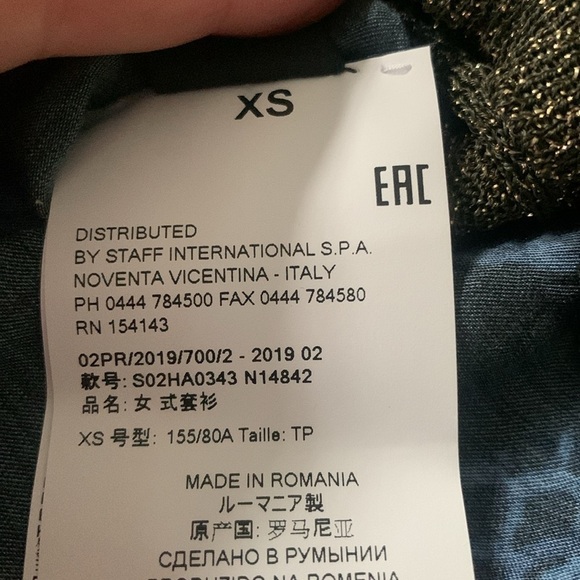 XS
EAC
DISTRIBUTED
BY STAFF INTERNATIONAL S.P.A.
NOVENTA VICENTINA - ITALY
PH 0444 784500 FAX 0444 784580
RN 154143
02PR/2019/700/2 - 2019 02
款号: S02HA0343 N14842
品名: 女 式套衫
XS 号型: 155/80A Taille: TP
MADE IN ROMANIA
ルーマニア製
原产国: 罗马尼亚
СДЕЛАНО В РУМЫНИИ
PRODUZIDO NA ROMENIA